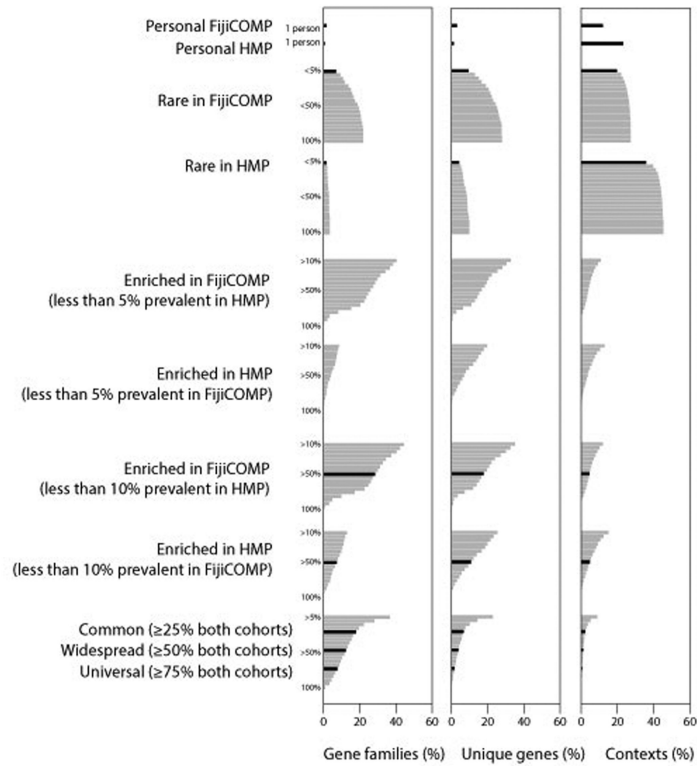 Personal FijiCOMP 1 person
Personal HMP 1 person
<5%
Rare in FijiCOMP <50%
100%
Rare in HMP <5%
<50%
100%
>10%
Enriched in FijiCOMP
(less than 5% prevalent in HMP) >50%
100%
>10%
Enriched in HMP >50%
(less than 5% prevalent in FijiCOMP)
100%
>10%
Enriched in FijiCOMP >50%
(less than 10% prevalent in HMP)
100%
>10%
Enriched in HMP >50%
(less than 10% prevalent in FijiCOMP)
100%
>5%
Common (≥25% both cohorts)
Widespread (≥50% both cohorts) >50%
Universal (≥75% both cohorts)
100%
0 20 40 60 0 20 40 60 0 20 40 60
Gene families (%) Unique genes (%) Contexts (%)